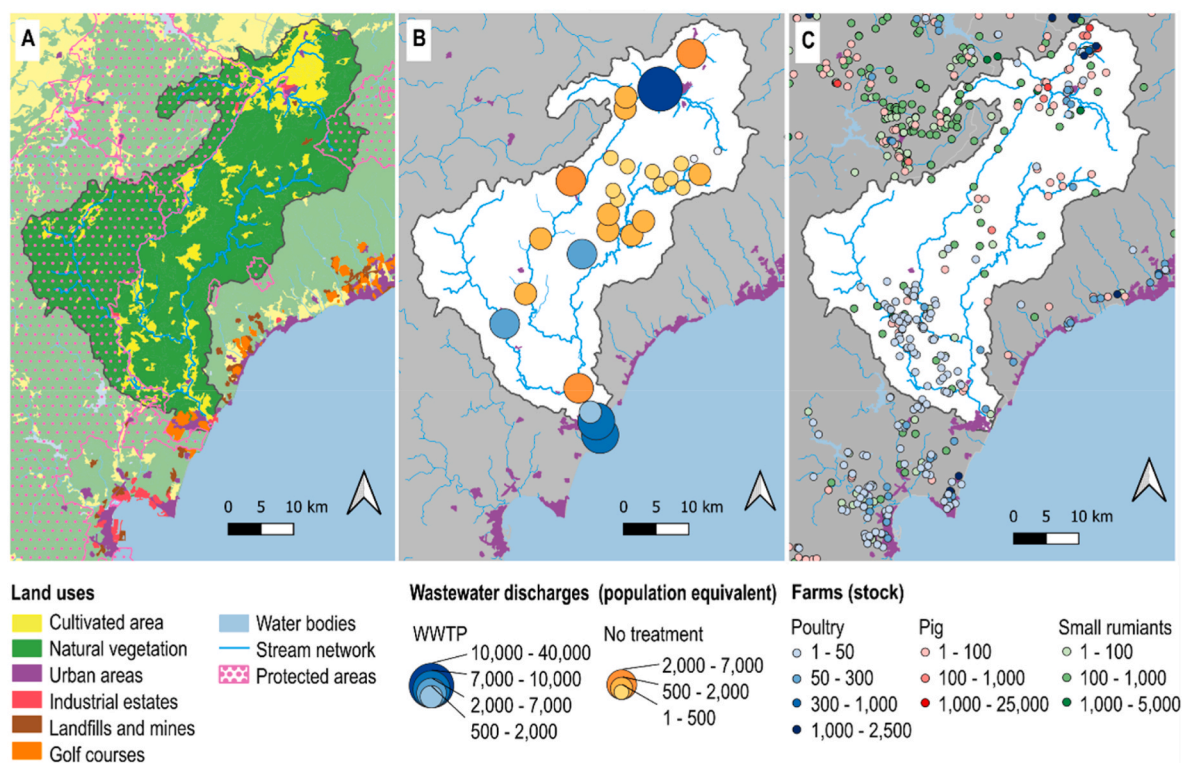 A
B
C
0 5 10 km
0 5 10 km
0 5 10 km
Land uses
Cultivated area
Natural vegetation
Urban areas
Industrial estates
Landfills and mines
Golf courses
Water bodies
Stream network
Protected areas
Wastewater discharges (population equivalent)
WWTP
10,000 - 40,000
7,000 - 10,000
2,000 - 7,000
500 - 2,000
No treatment
2,000 - 7,000
500 - 2,000
1 - 500
Farms (stock)
Poultry
1 - 50
50 - 300
300 - 1,000
1,000 - 2,500
Pig
1 - 100
100 - 1,000
1,000 - 25,000
Small rumiants
1 - 100
100 - 1,000
1,000 - 5,000